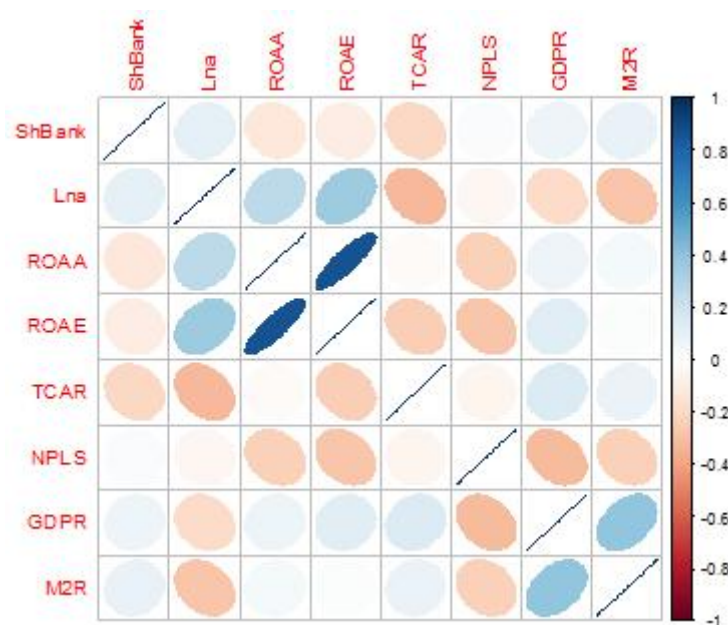 ShBank
Lna
ROAA
ROAE
TCAR
NPLS
GDPR
M2R
ShBank
Lna
ROAA
ROAE
TCAR
NPLS
GDPR
M2R
1
0.8
0.6
0.4
0.2
0
-0.2
-0.4
-0.6
-0.8
-1